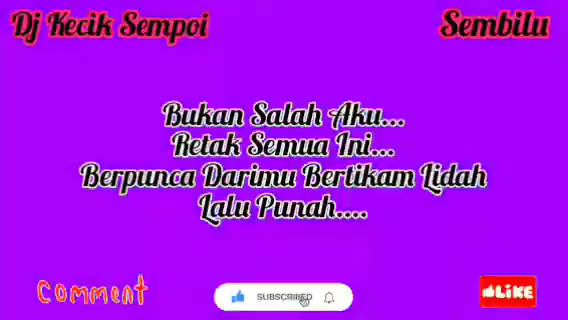 Dj Kecik Sempoi
Sembilu
Bukan Salah Aku...
Retak Semua Ini...
Berpunca Darimu Bertikam Lidah
Lalu Punah....
Comment
SUBSCRIBED
LiKE